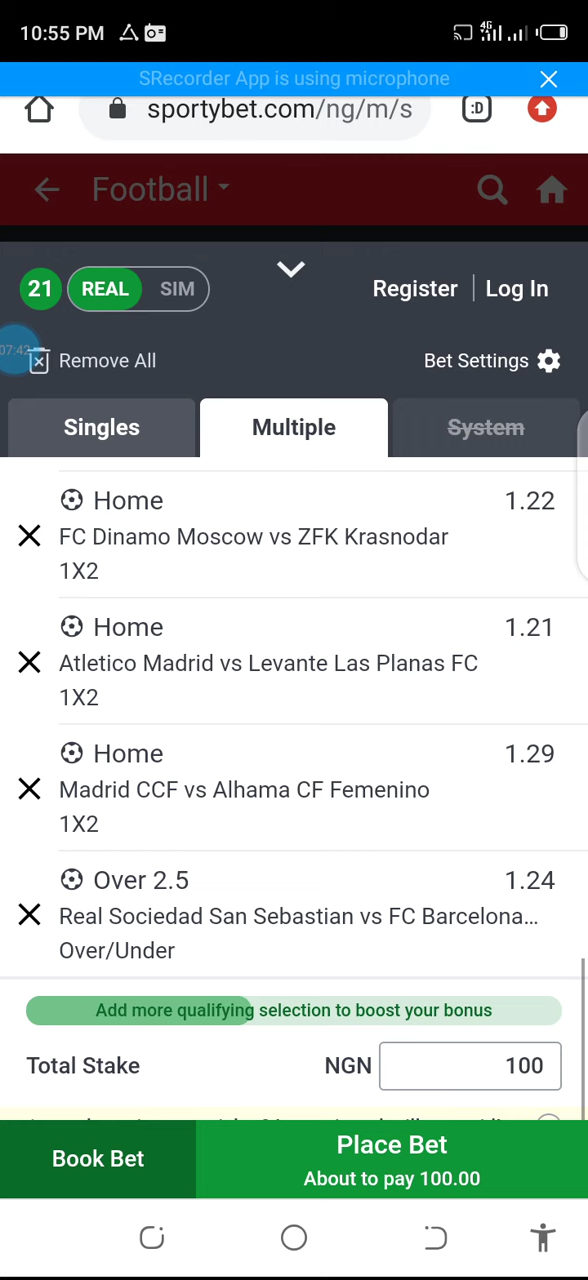 10:55 PM 4G
SRecorder App is using microphone
sportybet.com/ng/m/s :D
Football
21 REAL SIM Register Log In
07:42
Remove All Bet Settings
Singles Multiple System
Home 1.22
FC Dinamo Moscow vs ZFK Krasnodar
1X2
Home 1.21
Atletico Madrid vs Levante Las Planas FC
1X2
Home 1.29
Madrid CCF vs Alhama CF Femenino
1X2
Over 2.5 1.24
Real Sociedad San Sebastian vs FC Barcelona...
Over/Under
Add more qualifying selection to boost your bonus
Total Stake NGN 100
Book Bet Place Bet
About to pay 100.00